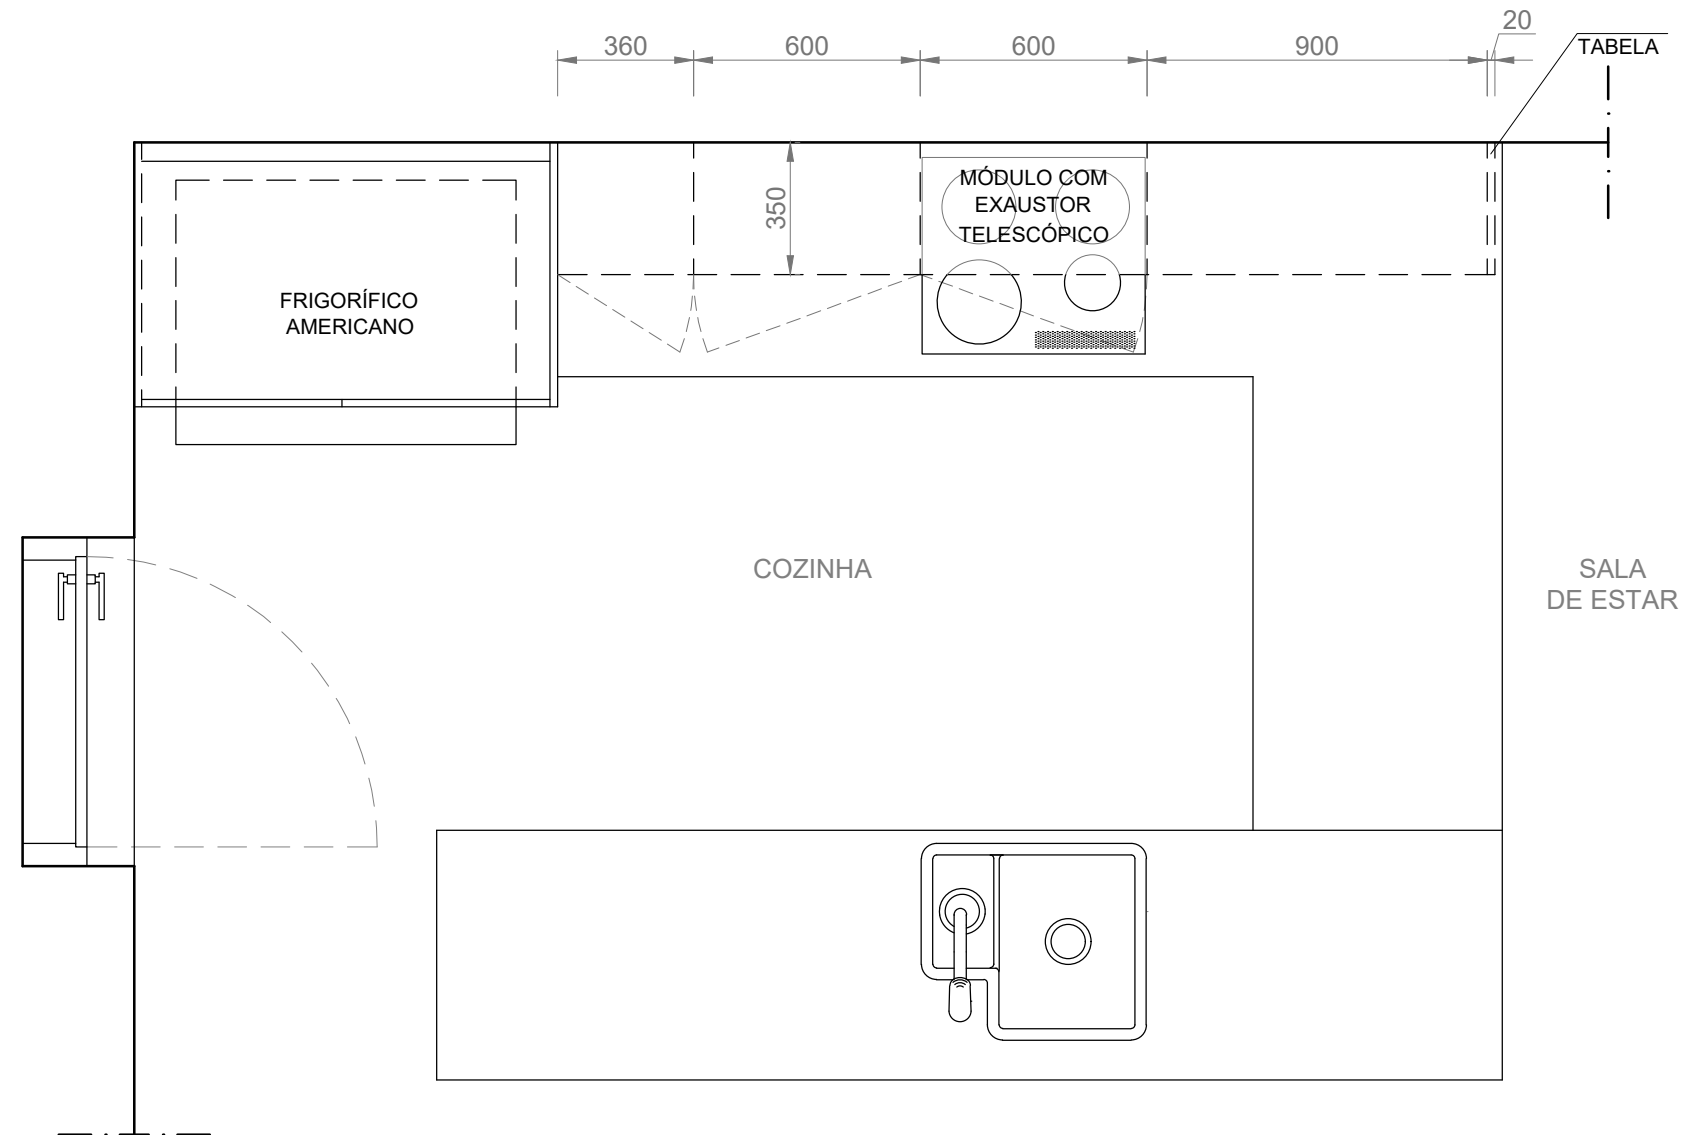 20
360
600
600
900
TABELA
350
MÓDULO COM
EXAUSTOR
TELESCÓPICO
FRIGORÍFICO
AMERICANO
COZINHA
SALA
DE ESTAR